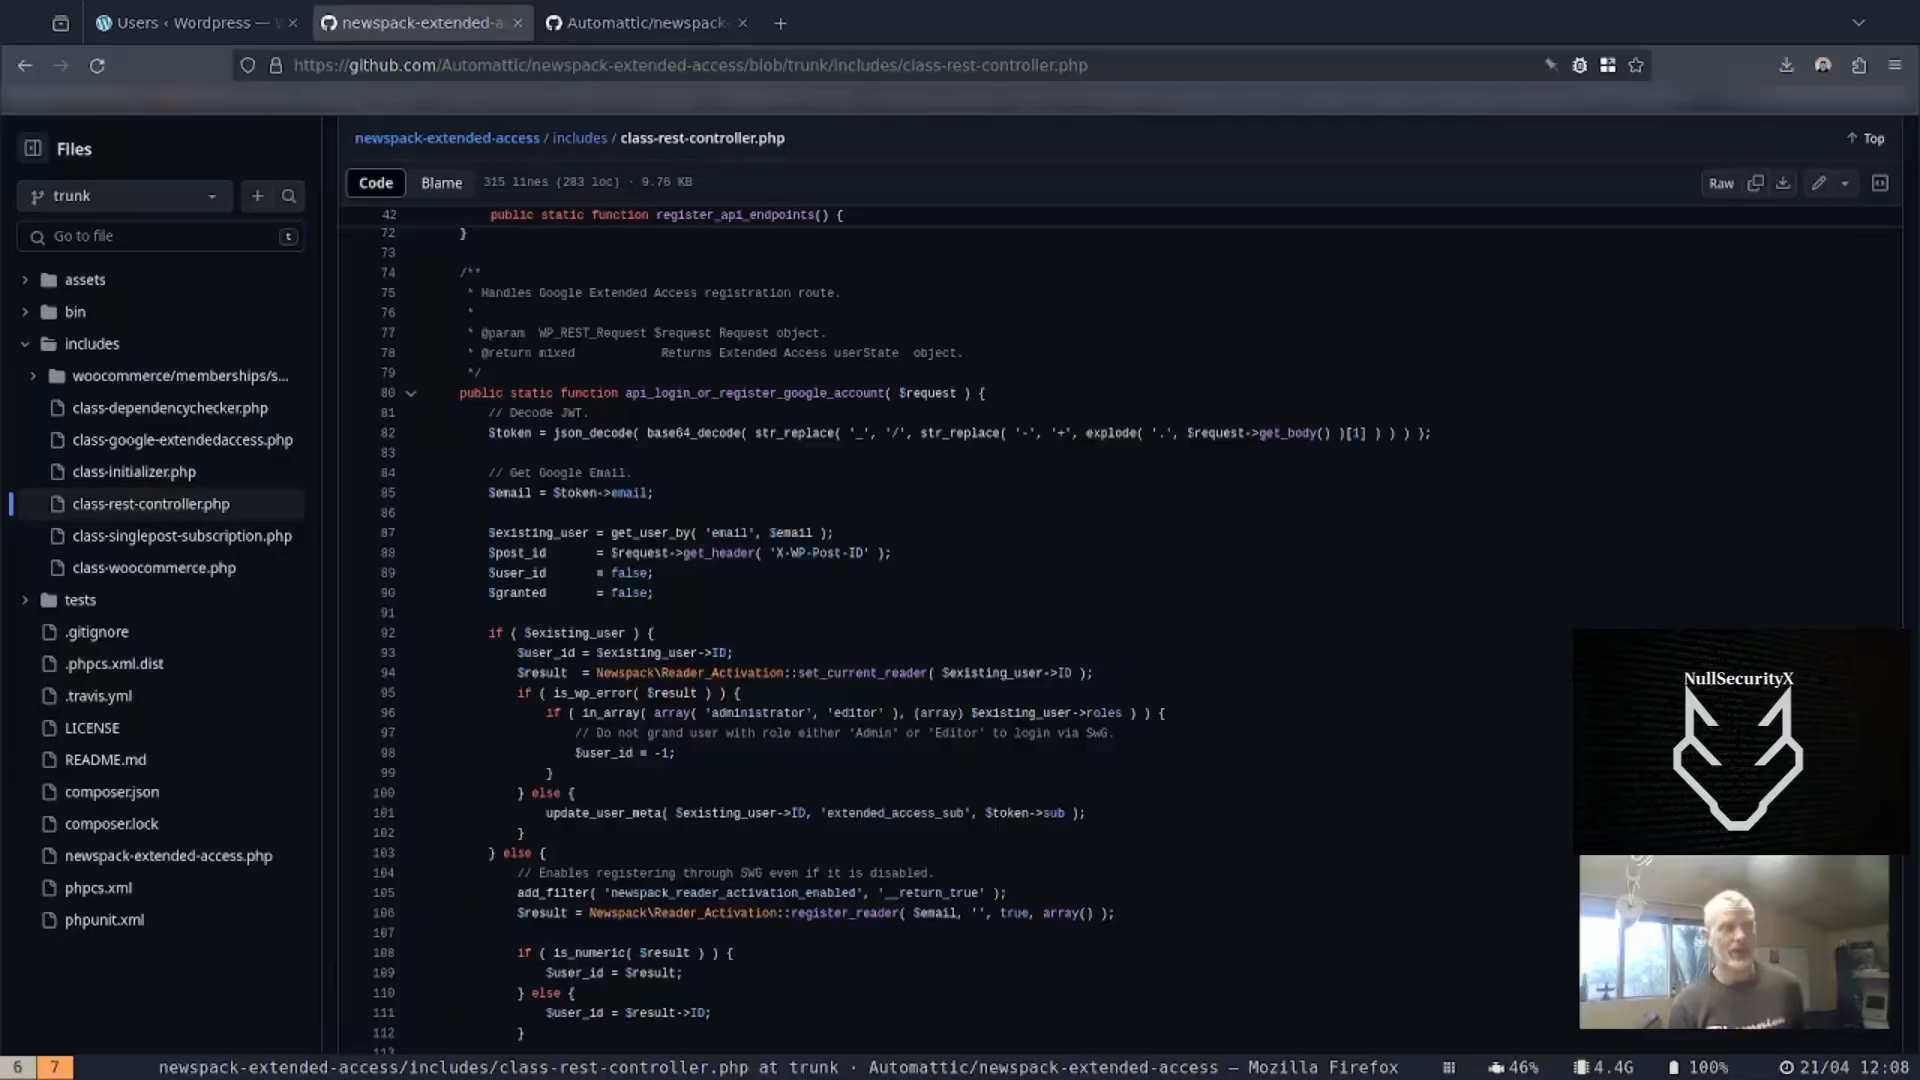 Users ‹ Wordpress —
newspack-extended-a
Automattic/newspack-
https://github.com/Automattic/newspack-extended-access/blob/trunk/includes/class-rest-controller.php
Files
trunk
Go to file
t
assets
bin
includes
woocommerce/memberships/s...
class-dependencychecker.php
class-google-extendedaccess.php
class-initializer.php
class-rest-controller.php
class-singlepost-subscription.php
class-woocommerce.php
tests
.gitignore
.phpcs.xml.dist
.travis.yml
LICENSE
README.md
composer.json
composer.lock
newspack-extended-access.php
phpcs.xml
phpunit.xml
newspack-extended-access / includes / class-rest-controller.php
Top
Code Blame 315 lines (283 loc) · 9.76 KB
Raw
42 public static function register_api_endpoints() {
72 }
73
74 /**
75 * Handles Google Extended Access registration route.
76 *
77 * @param WP_REST_Request $request Request object.
78 * @return mixed Returns Extended Access userState object.
79 */
80 public static function api_login_or_register_google_account( $request ) {
81 // Decode JWT.
82 $token = json_decode( base64_decode( str_replace( '_', '/', str_replace( '-', '+', explode( '.', $request->get_body() )[1] ) ) ) );
83
84 // Get Google Email.
85 $email = $token->email;
86
87 $existing_user = get_user_by( 'email', $email );
88 $post_id = $request->get_header( 'X-WP-Post-ID' );
89 $user_id = false;
90 $granted = false;
91
92 if ( $existing_user ) {
93 $user_id = $existing_user->ID;
94 $result = Newspack\Reader_Activation::set_current_reader( $existing_user->ID );
95 if ( is_wp_error( $result ) ) {
96 if ( in_array( array( 'administrator', 'editor' ), (array) $existing_user->roles ) ) {
97 // Do not grand user with role either 'Admin' or 'Editor' to login via SwG.
98 $user_id = -1;
99 }
100 } else {
101 update_user_meta( $existing_user->ID, 'extended_access_sub', $token->sub );
102 }
103 } else {
104 // Enables registering through SWG even if it is disabled.
105 add_filter( 'newspack_reader_activation_enabled', '__return_true' );
106 $result = Newspack\Reader_Activation::register_reader( $email, '', true, array() );
107
108 if ( is_numeric( $result ) ) {
109 $user_id = $result;
110 } else {
111 $user_id = $result->ID;
112 }
113
NullSecurityX
6 7 newspack-extended-access/includes/class-rest-controller.php at trunk · Automattic/newspack-extended-access — Mozilla Firefox 46% 4.4G 100% 21/04 12:08